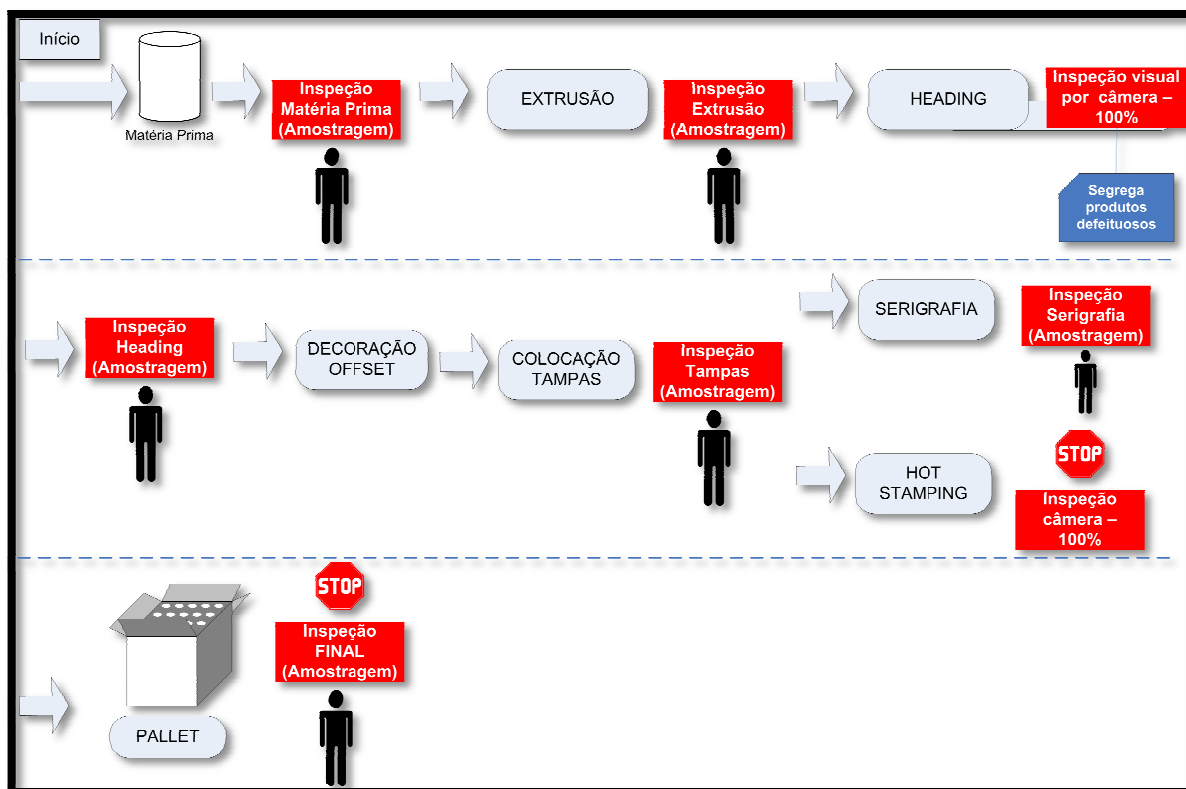 Início
Matéria Prima
Inspeção
Matéria Prima
(Amostragem)
EXTRUSÃO
Inspeção
Extrusão
(Amostragem)
HEADING
Inspeção visual
por câmera –
100%
Segrega
produtos
defeituosos
Inspeção
Heading
(Amostragem)
DECORAÇÃO
OFFSET
COLOCAÇÃO
TAMPAS
Inspeção
Tampas
(Amostragem)
SERIGRAFIA
Inspeção
Serigrafia
(Amostragem)
HOT
STAMPING
STOP
Inspeção
câmera –
100%
PALLET
STOP
Inspeção
FINAL
(Amostragem)